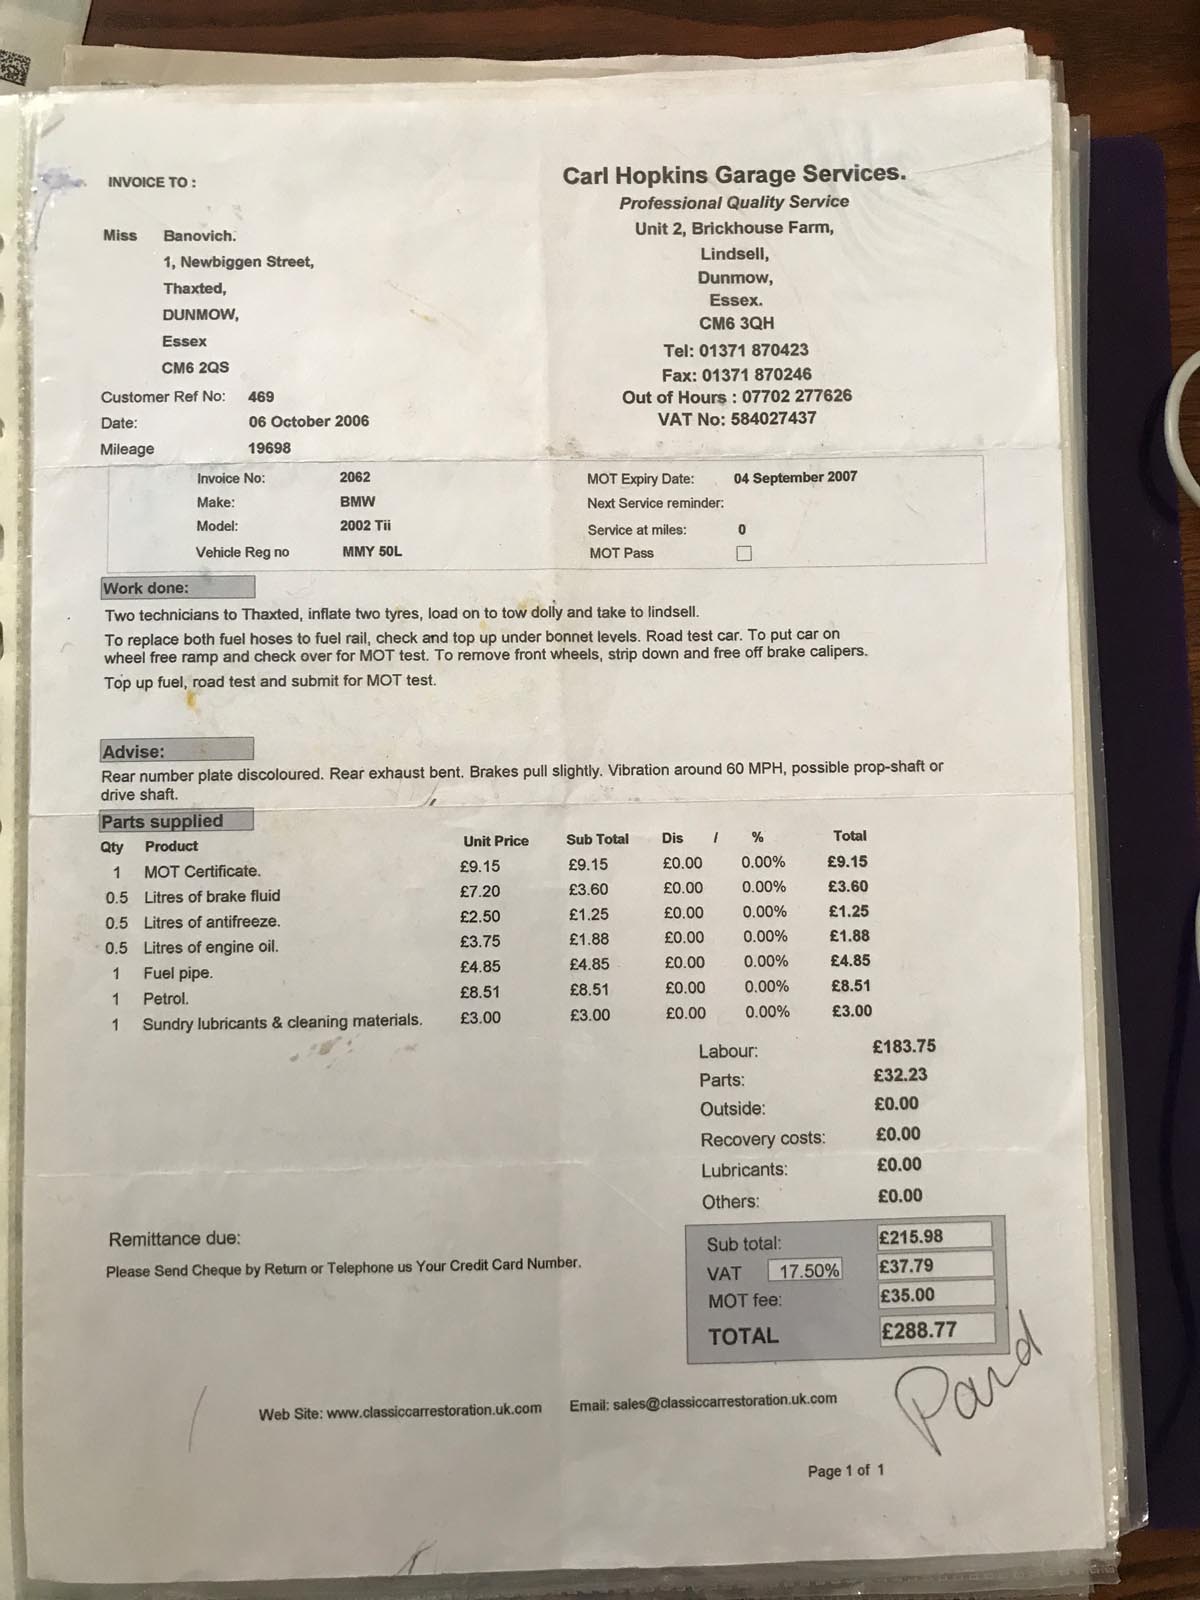 INVOICE TO :
Carl Hopkins Garage Services.
Professional Quality Service
Unit 2, Brickhouse Farm,
Lindsell,
Dunmow,
Essex.
CM6 3QH
Tel: 01371 870423
Fax: 01371 870246
Out of Hours : 07702 277626
VAT No: 584027437
Miss Banovich.
1, Newbiggen Street,
Thaxted,
DUNMOW,
Essex
CM6 2QS
Customer Ref No: 469
Date: 06 October 2006
Mileage 19698
Invoice No: 2062
Make: BMW
Model: 2002 Tii
Vehicle Reg no MMY 50L
MOT Expiry Date: 04 September 2007
Next Service reminder:
Service at miles: 0
MOT Pass
Work done:
Two technicians to Thaxted, inflate two tyres, load on to tow dolly and take to lindsell.
To replace both fuel hoses to fuel rail, check and top up under bonnet levels. Road test car. To put car on
wheel free ramp and check over for MOT test. To remove front wheels, strip down and free off brake calipers.
Top up fuel, road test and submit for MOT test.
Advise:
Rear number plate discoloured. Rear exhaust bent. Brakes pull slightly. Vibration around 60 MPH, possible prop-shaft or
drive shaft.
Parts supplied
Qty Product Unit Price Sub Total Dis / % Total
1 MOT Certificate. £9.15 £9.15 £0.00 0.00% £9.15
0.5 Litres of brake fluid £7.20 £3.60 £0.00 0.00% £3.60
0.5 Litres of antifreeze. £2.50 £1.25 £0.00 0.00% £1.25
0.5 Litres of engine oil. £3.75 £1.88 £0.00 0.00% £1.88
1 Fuel pipe. £4.85 £4.85 £0.00 0.00% £4.85
1 Petrol. £8.51 £8.51 £0.00 0.00% £8.51
1 Sundry lubricants & cleaning materials. £3.00 £3.00 £0.00 0.00% £3.00
Labour: £183.75
Parts: £32.23
Outside: £0.00
Recovery costs: £0.00
Lubricants: £0.00
Others: £0.00
Remittance due:
Please Send Cheque by Return or Telephone us Your Credit Card Number.
Sub total: £215.98
VAT 17.50% £37.79
MOT fee: £35.00
TOTAL £288.77
Paid
Web Site: www.classiccarrestoration.uk.com Email: sales@classiccarrestoration.uk.com
Page 1 of 1